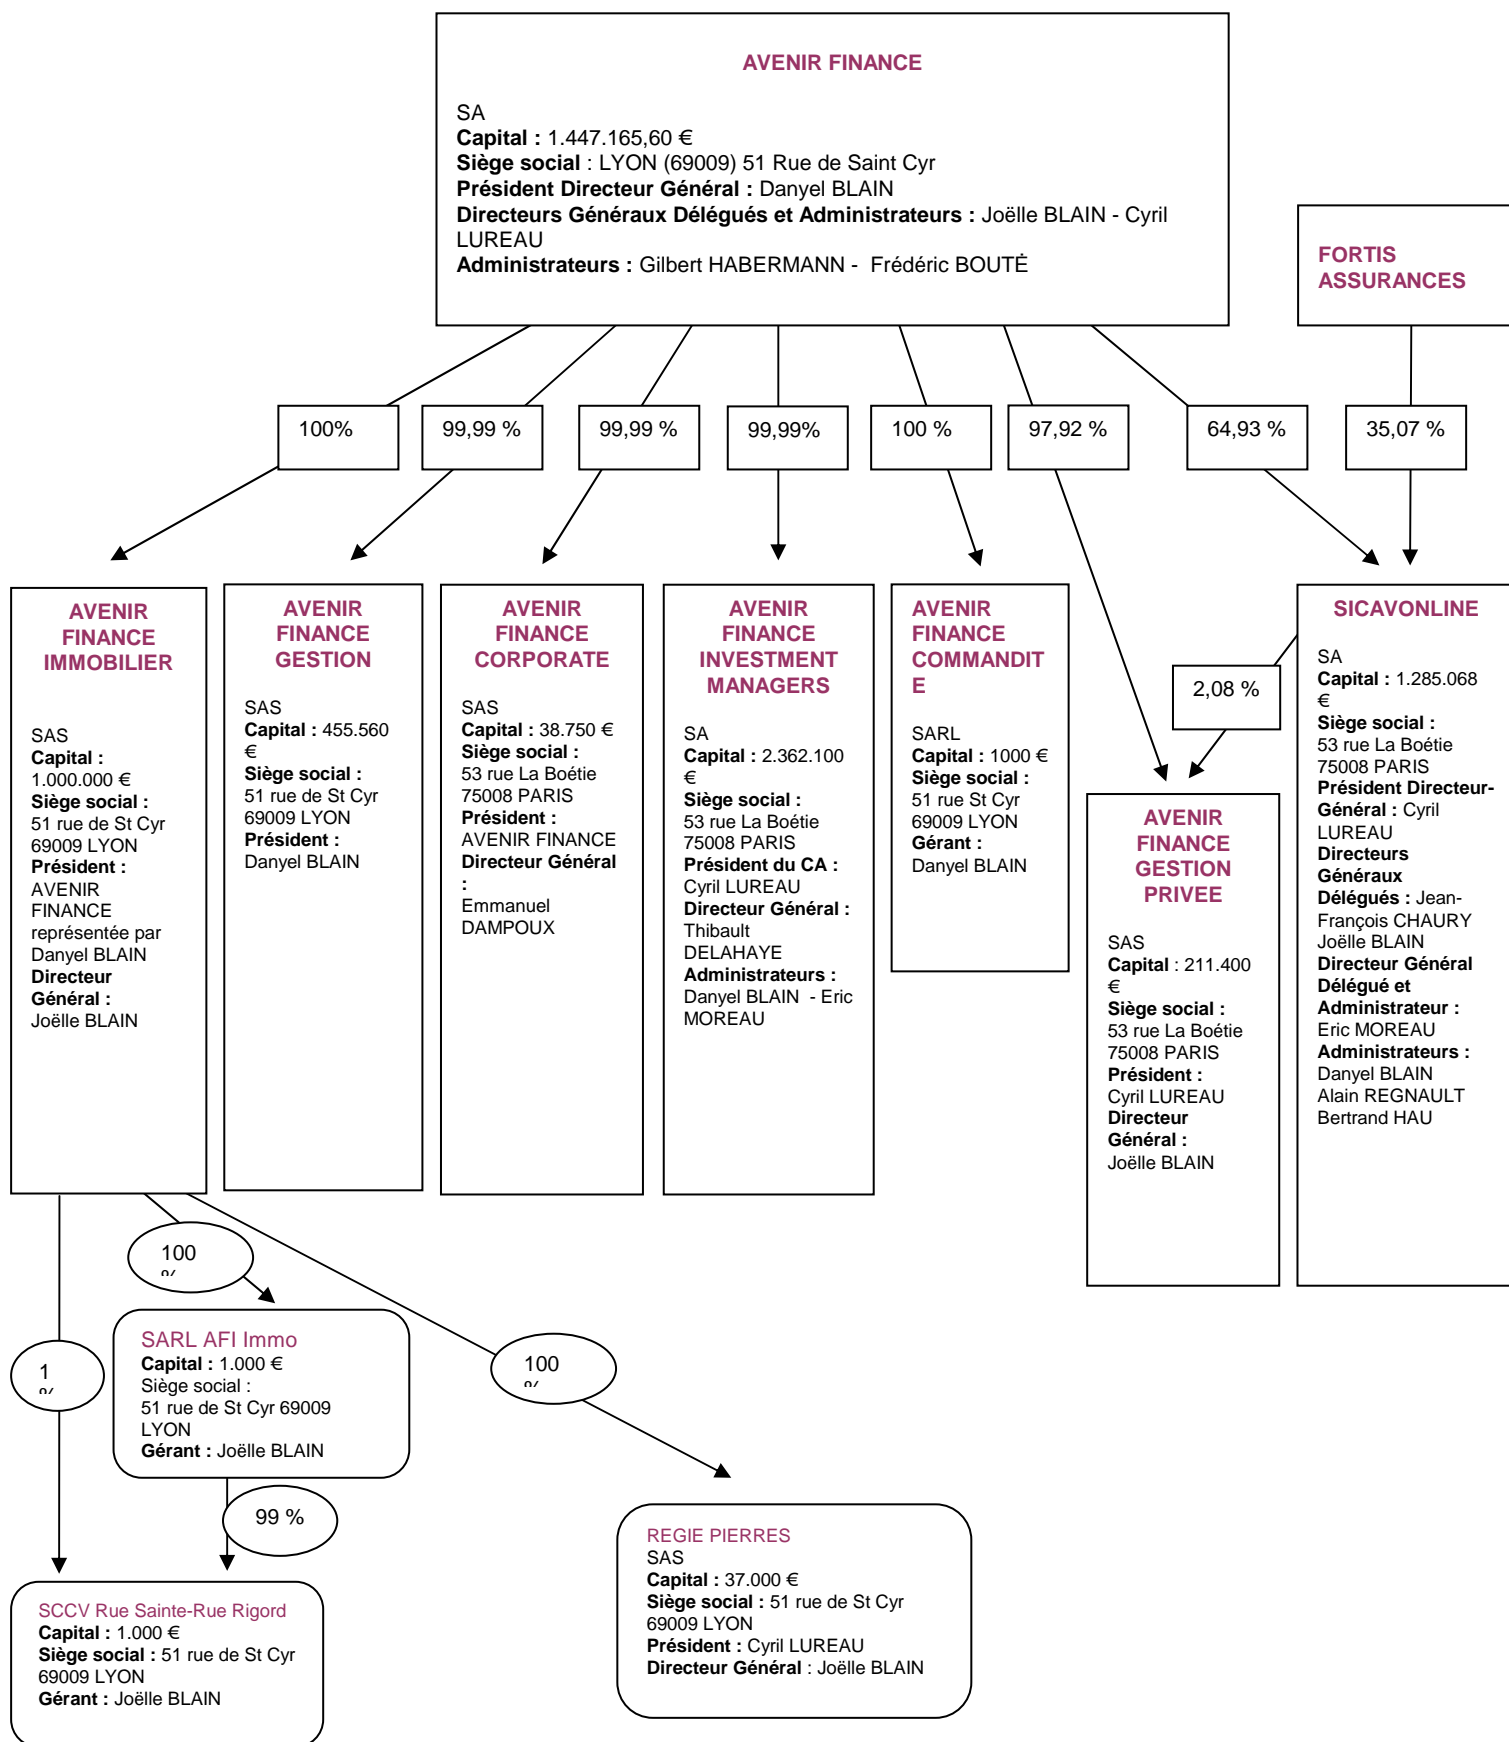 AVENIR FINANCE
SA
Capital : 1.447.165,60 €
Siège social : LYON (69009) 51 Rue de Saint Cyr
Président Directeur Général : Danyel BLAIN
Directeurs Généraux Délégués et Administrateurs : Joëlle BLAIN - Cyril
LUREAU
Administrateurs : Gilbert HABERMANN - Frédéric BOUTĖ
FORTIS
ASSURANCES
100%
99,99 %
99,99 %
99,99%
100 %
97,92 %
64,93 %
35,07 %
AVENIR
FINANCE
IMMOBILIER
SAS
Capital :
1.000.000 €
Siège social :
51 rue de St Cyr
69009 LYON
Président :
AVENIR
FINANCE
représentée par
Danyel BLAIN
Directeur
Général :
Joëlle BLAIN
AVENIR
FINANCE
GESTION
SAS
Capital : 455.560
€
Siège social :
51 rue de St Cyr
69009 LYON
Président :
Danyel BLAIN
AVENIR
FINANCE
CORPORATE
SAS
Capital : 38.750 €
Siège social :
53 rue La Boétie
75008 PARIS
Président :
AVENIR FINANCE
Directeur Général
:
Emmanuel
DAMPOUX
AVENIR
FINANCE
INVESTMENT
MANAGERS
SA
Capital : 2.362.100
€
Siège social :
53 rue La Boétie
75008 PARIS
Président du CA :
Cyril LUREAU
Directeur Général :
Thibault
DELAHAYE
Administrateurs :
Danyel BLAIN - Eric
MOREAU
AVENIR
FINANCE
COMMANDIT
E
SARL
Capital : 1000 €
Siège social :
51 rue St Cyr
69009 LYON
Gérant :
Danyel BLAIN
2,08 %
AVENIR
FINANCE
GESTION
PRIVEE
SAS
Capital : 211.400
€
Siège social :
53 rue La Boétie
75008 PARIS
Président :
Cyril LUREAU
Directeur
Général :
Joëlle BLAIN
SICAVONLINE
SA
Capital : 1.285.068
€
Siège social :
53 rue La Boétie
75008 PARIS
Président Directeur-
Général : Cyril
LUREAU
Directeurs
Généraux
Délégués : Jean-
François CHAURY
Joëlle BLAIN
Directeur Général
Délégué et
Administrateur :
Eric MOREAU
Administrateurs :
Danyel BLAIN
Alain REGNAULT
Bertrand HAU
100
%
SARL AFI Immo
Capital : 1.000 €
Siège social :
51 rue de St Cyr 69009
LYON
Gérant : Joëlle BLAIN
1
%
100
%
99 %
REGIE PIERRES
SAS
Capital : 37.000 €
Siège social : 51 rue de St Cyr
69009 LYON
Président : Cyril LUREAU
Directeur Général : Joëlle BLAIN
SCCV Rue Sainte-Rue Rigord
Capital : 1.000 €
Siège social : 51 rue de St Cyr
69009 LYON
Gérant : Joëlle BLAIN